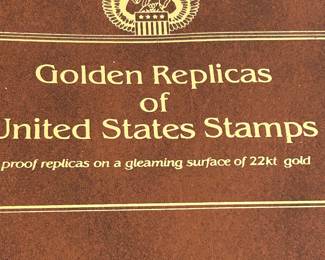 Golden Replicas
of
United States Stamps
proof replicas on a gleaming surface of 22kt gold